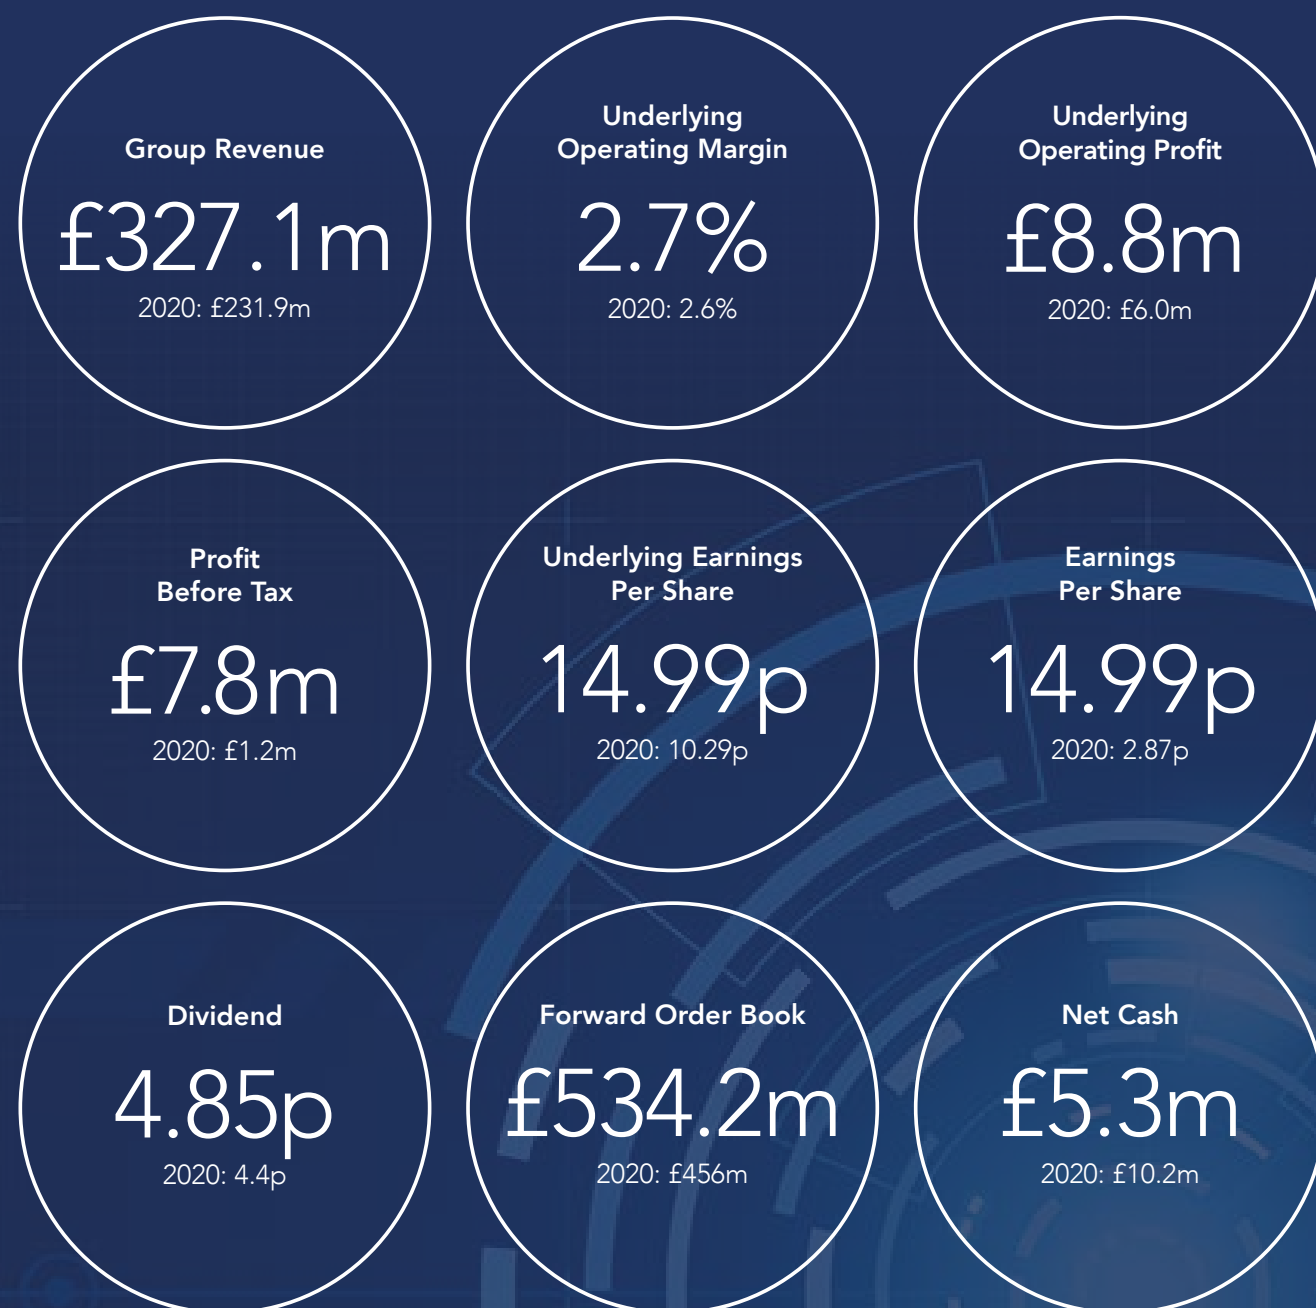 Group Revenue
£327.1m
2020: £231.9m
Underlying
Operating Margin
2.7%
2020: 2.6%
Underlying
Operating Profit
£8.8m
2020: £6.0m
Profit
Before Tax
£7.8m
2020: £1.2m
Underlying Earnings
Per Share
14.99p
2020: 10.29p
Earnings
Per Share
14.99p
2020: 2.87p
Dividend
4.85p
2020: 4.4p
Forward Order Book
£534.2m
2020: £456m
Net Cash
£5.3m
2020: £10.2m